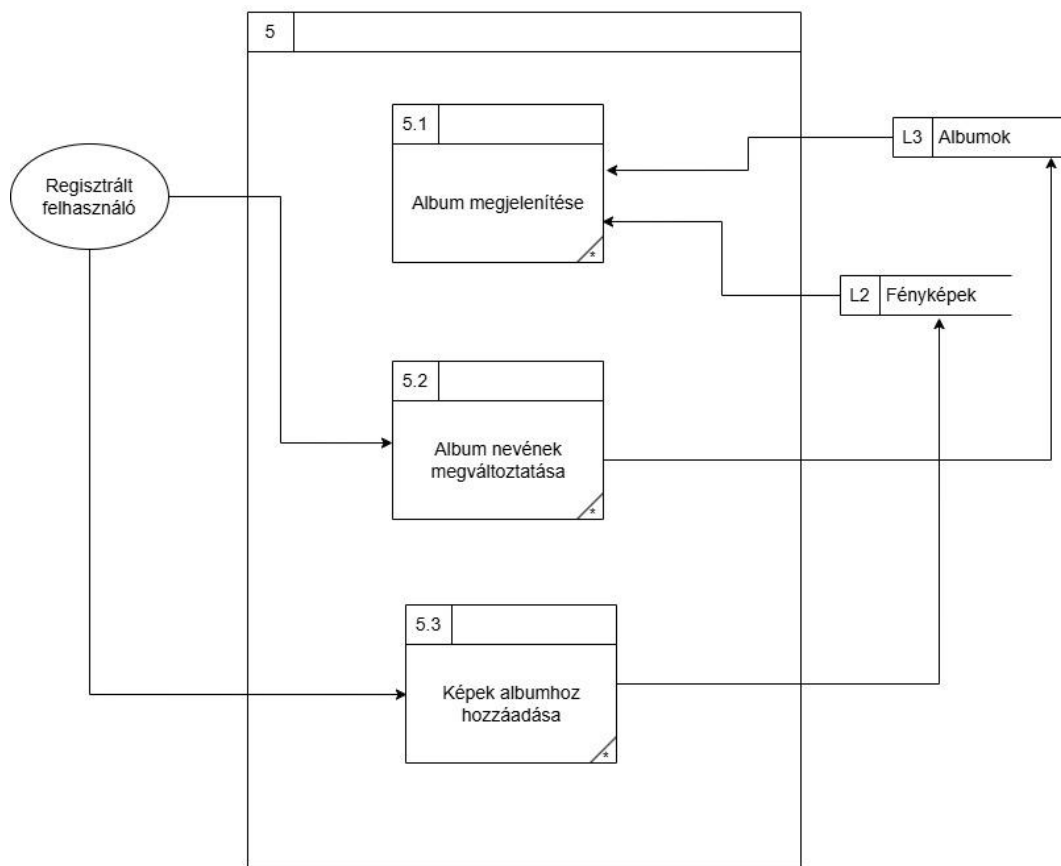 5
5.1
Album megjelenítése
*
L3 Albumok
Regisztrált
felhasználó
L2 Fényképek
5.2
Album nevének
megváltoztatása
*
5.3
Képek albumhoz
hozzáadása
*